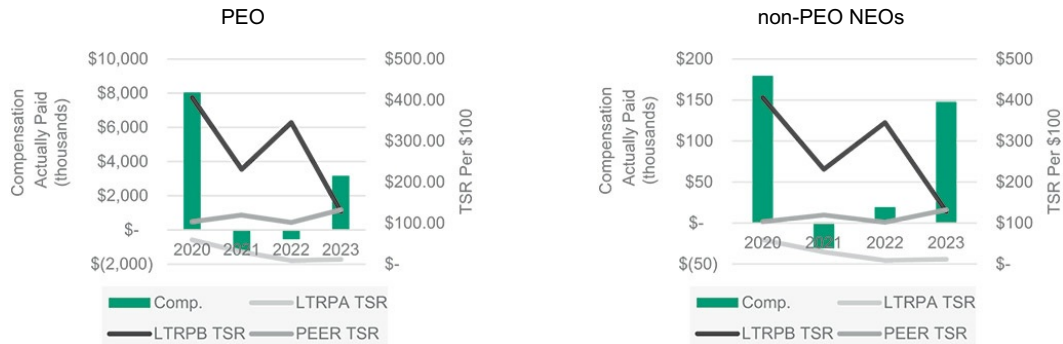 PEO
$10,000
$8,000
$6,000
$4,000
$2,000
$-
$(2,000)
Compensation
Actually Paid
(thousands)
$500.00
$400.00
$300.00
$200.00
$100.00
$-
TSR Per $100
2020 2021 2022 2023
Comp. LTRPA TSR
LTRPB TSR PEER TSR
non-PEO NEOs
$200
$150
$100
$50
$-
$(50)
Compensation
Actually Paid
(thousands)
$500
$400
$300
$200
$100
$-
TSR Per $100
2020 2021 2022 2023
Comp. LTRPA TSR
LTRPB TSR PEER TSR